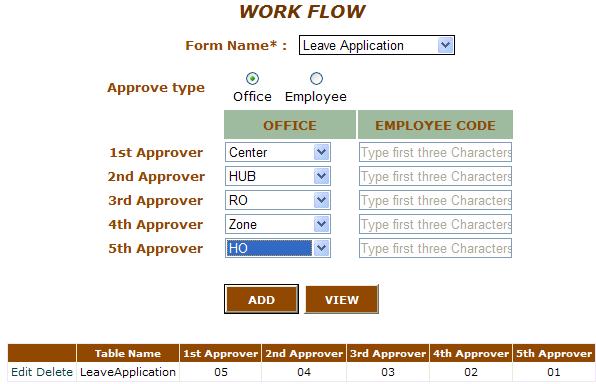 WORK FLOW
Form Name* : Leave Application
Approve type
Office Employee
OFFICE EMPLOYEE CODE
1st Approver Center Type first three Characters
2nd Approver HUB Type first three Characters
3rd Approver RO Type first three Characters
4th Approver Zone Type first three Characters
5th Approver HO Type first three Characters
ADD VIEW
Table Name 1st Approver 2nd Approver 3rd Approver 4th Approver 5th Approver
Edit Delete LeaveApplication 05 04 03 02 01